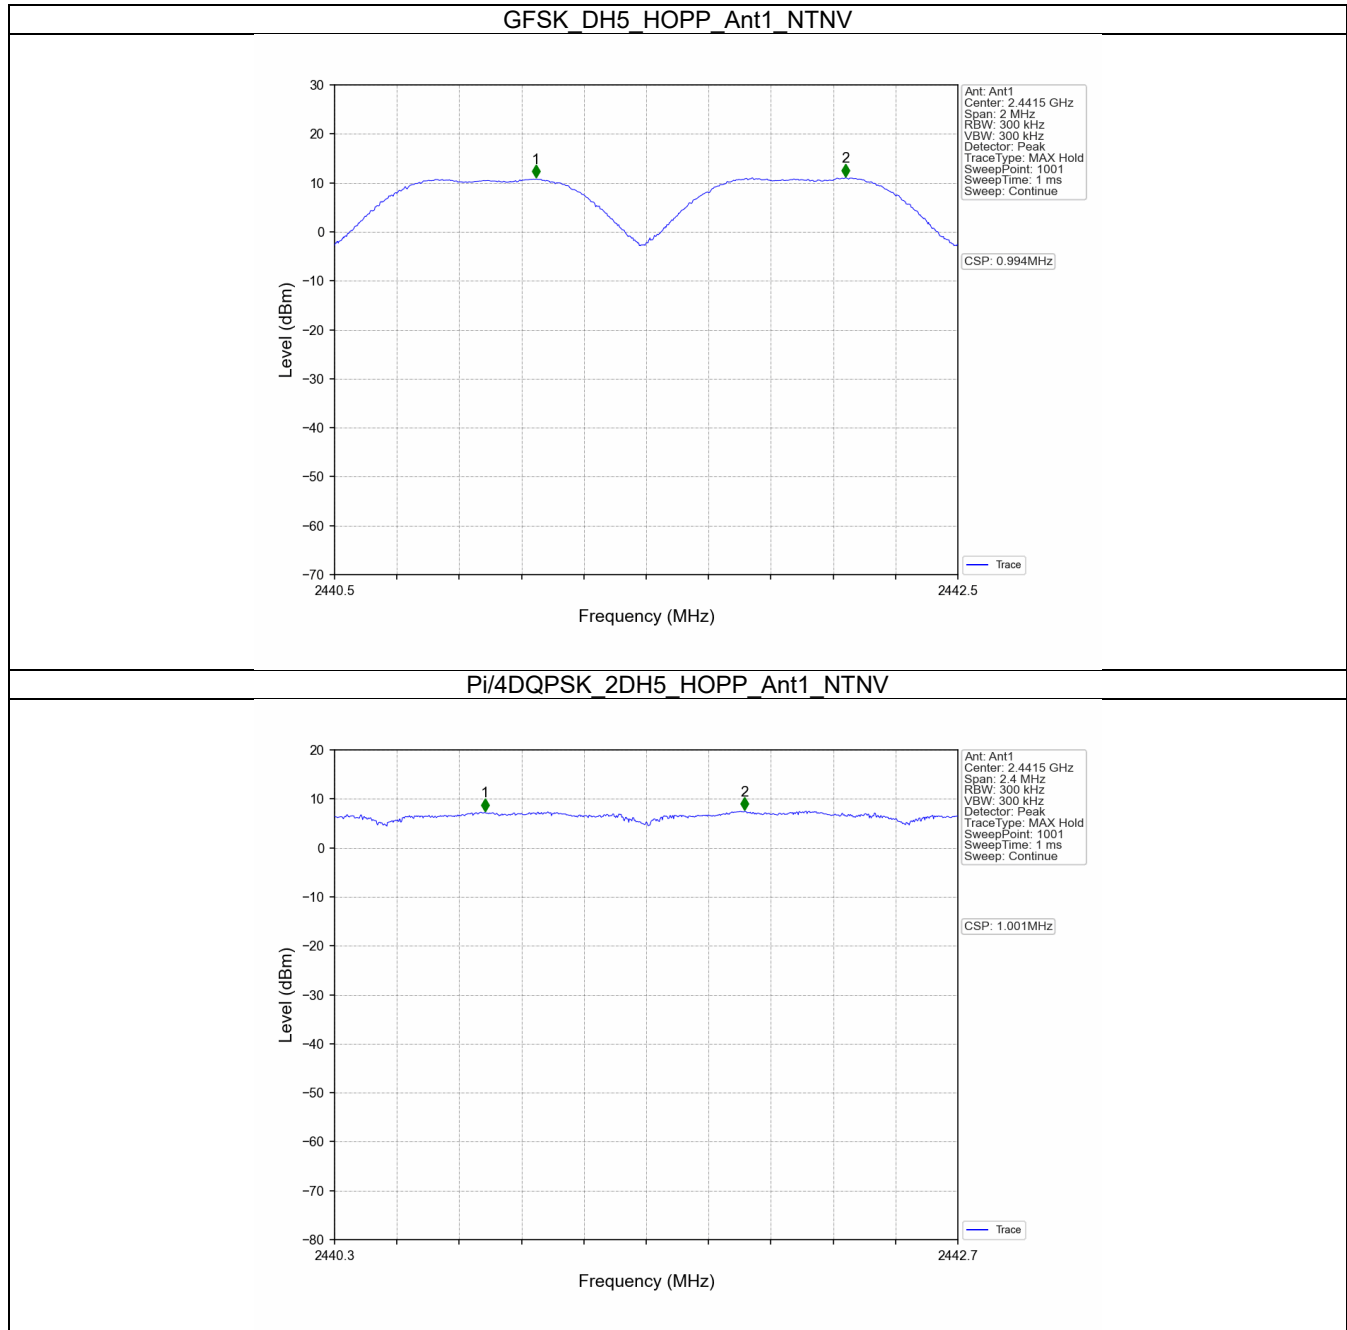 GFSK_DH5_HOPP_Ant1_NTNV
30
20
10
0
−10
−20
−30
−40
−50
−60
−70
Level (dBm)
1
2
2440.5
2442.5
Frequency (MHz)
Ant: Ant1
Center: 2.4415 GHz
Span: 2 MHz
RBW: 300 kHz
VBW: 300 kHz
Detector: Peak
TraceType: MAX Hold
SweepPoint: 1001
SweepTime: 1 ms
Sweep: Continue
CSP: 0.994MHz
Trace
Pi/4DQPSK_2DH5_HOPP_Ant1_NTNV
20
10
0
−10
−20
−30
−40
−50
−60
−70
−80
Level (dBm)
1
2
2440.3
2442.7
Frequency (MHz)
Ant: Ant1
Center: 2.4415 GHz
Span: 2.4 MHz
RBW: 300 kHz
VBW: 300 kHz
Detector: Peak
TraceType: MAX Hold
SweepPoint: 1001
SweepTime: 1 ms
Sweep: Continue
CSP: 1.001MHz
Trace